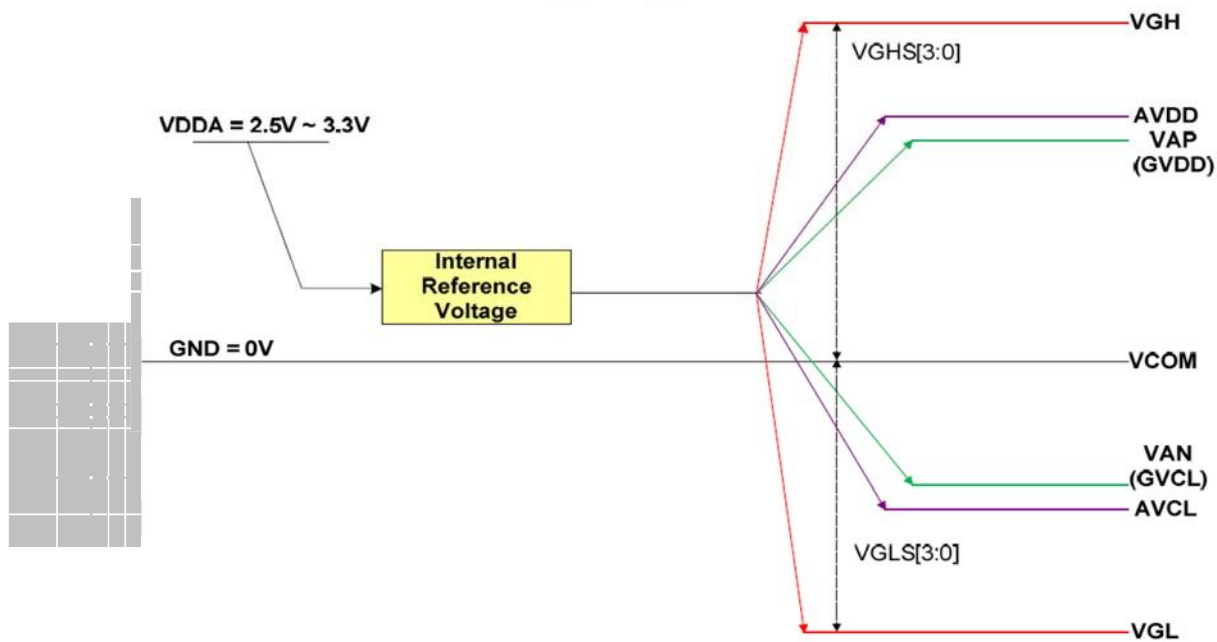 VGH
VGHS[3:0]
VDDA = 2.5V ~ 3.3V
AVDD
VAP
(GVDD)
Internal
Reference
Voltage
GND = 0V
VCOM
VAN
(GVCL)
AVCL
VGLS[3:0]
VGL